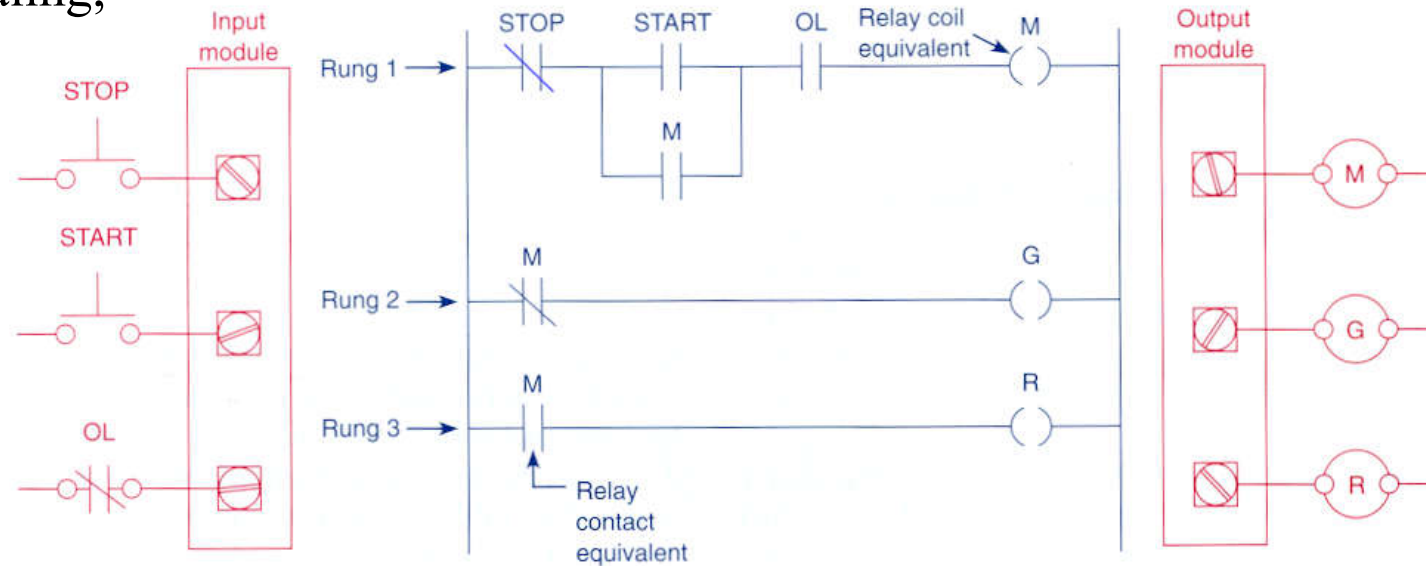 Input
module
STOP
START
OL
Rung 1
STOP
START
OL
Relay coil
equivalent
M
M
Rung 2
M
G
Rung 3
M
R
Relay
contact
equivalent
Output
module
M
G
R